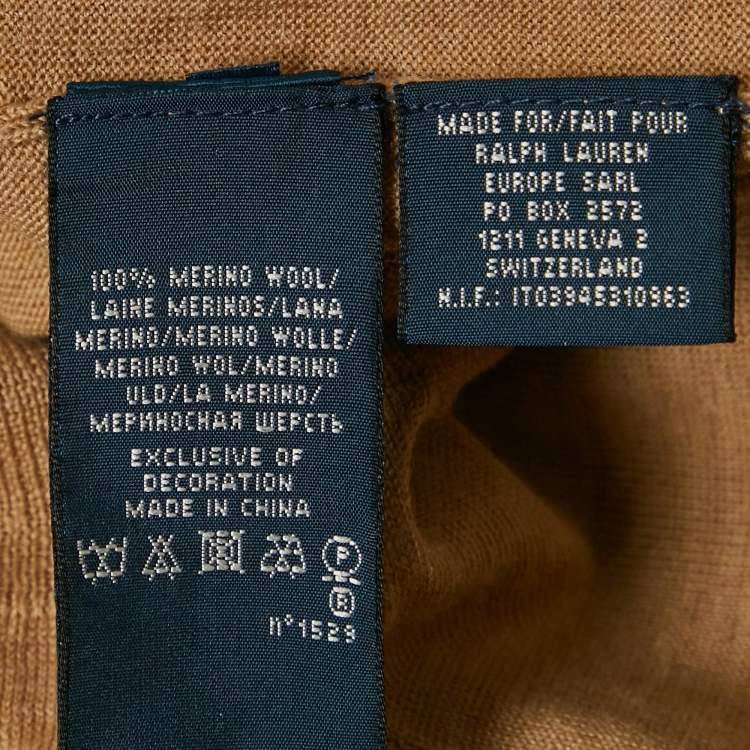 100% MERINO WOOL/
LAINE MERINOS/LANA
MERINO/MERINO WOLLE/
MERINO WOL/MERINO
ULD/LA MERINO/
МЕРИНОСНАЯ ШЕРСТЬ
EXCLUSIVE OF
DECORATION
MADE IN CHINA
P
R
n° 1529
MADE FOR/FAIT POUR
RALPH LAUREN
EUROPE SARL
PO BOX 2572
1211 GENEVA 2
SWITZERLAND
N.I.F.: IT03945310963